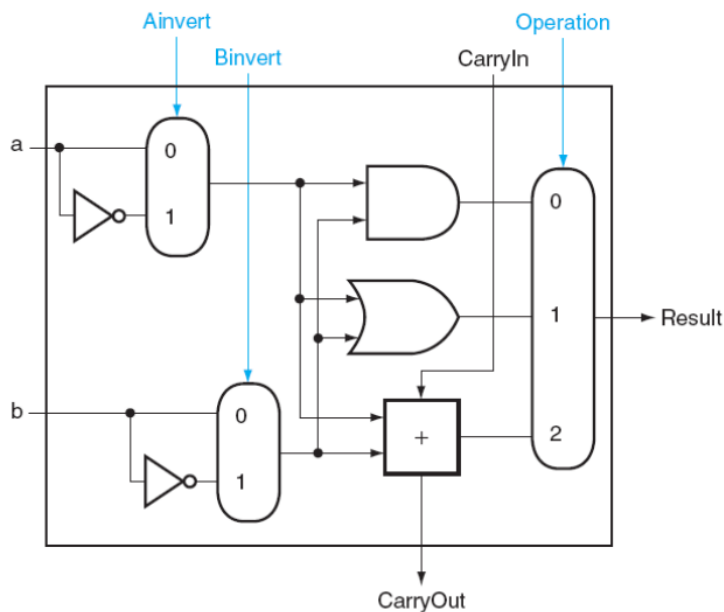 Ainvert
Operation
Binvert
CarryIn
a
0
1
0
1
Result
b
0
1
+
2
CarryOut